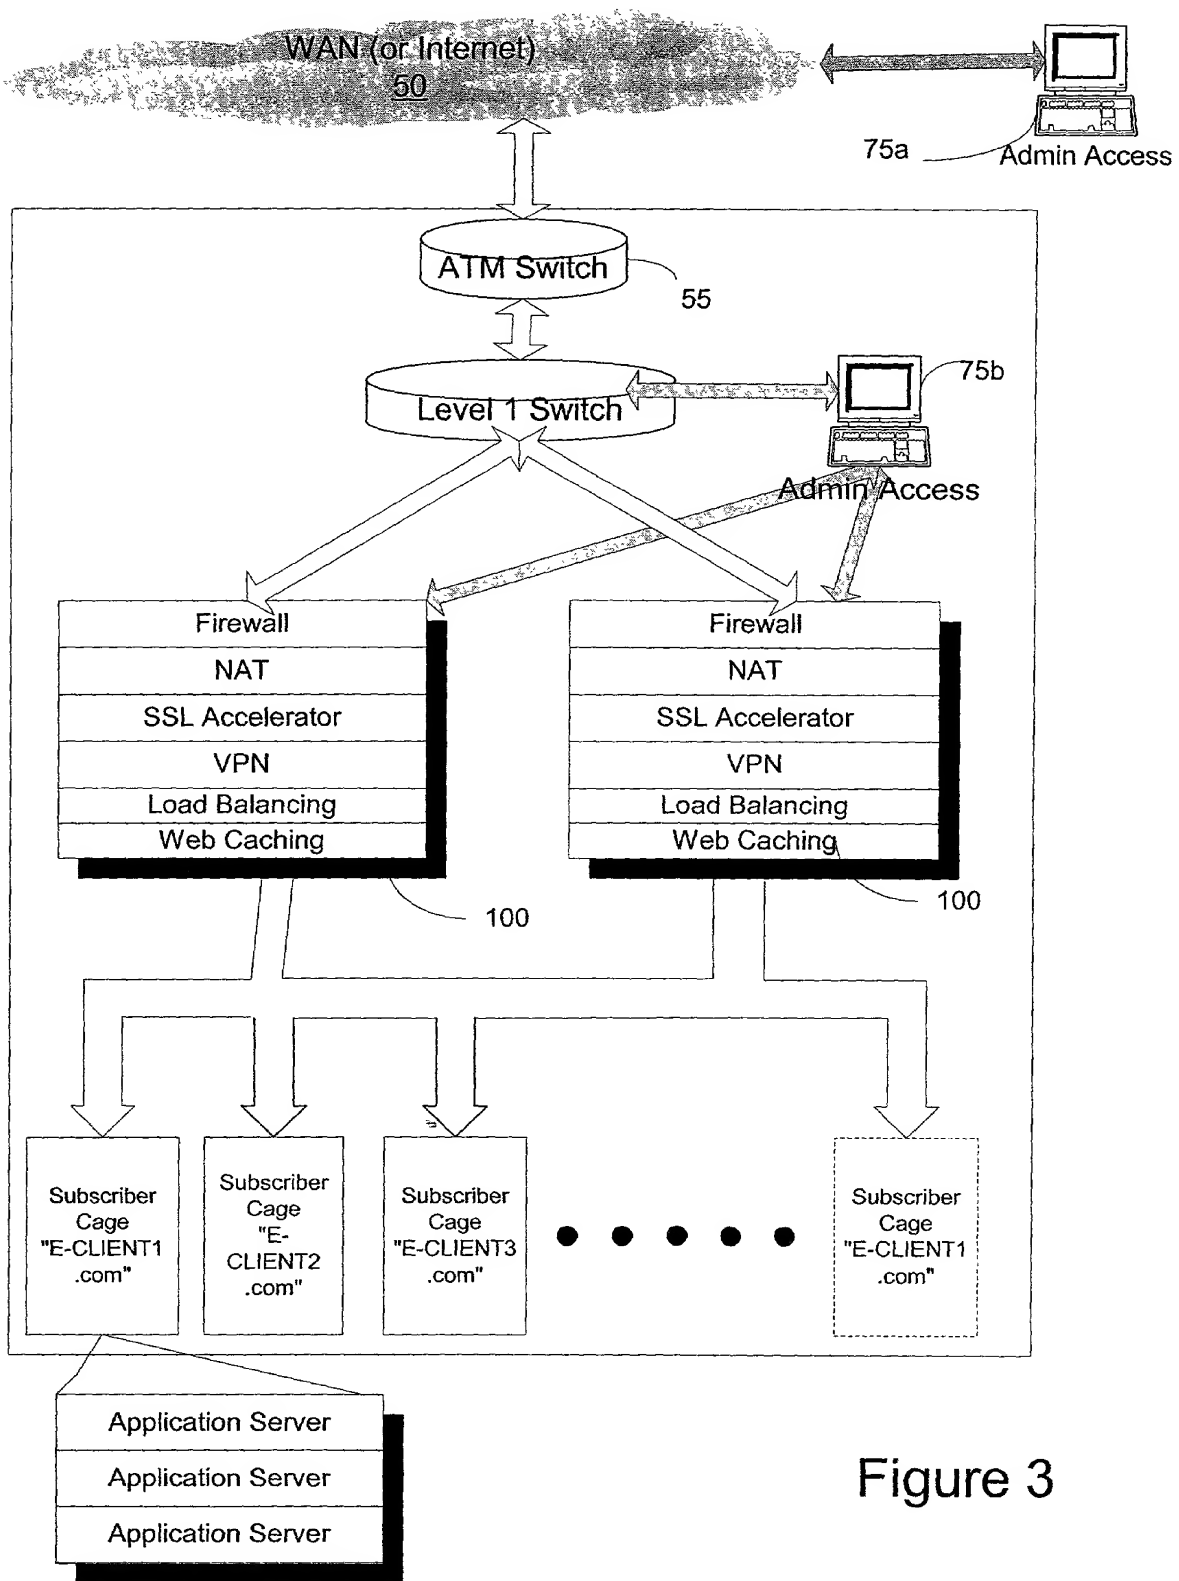 WAN (or Internet)
50
75a
Admin Access
ATM Switch
55
Level 1 Switch
75b
Admin Access
Firewall
NAT
SSL Accelerator
VPN
Load Balancing
Web Caching
100
Firewall
NAT
SSL Accelerator
VPN
Load Balancing
Web Caching
100
Subscriber
Cage
"E-CLIENT1
.com"
Subscriber
Cage
"E-
CLIENT2
.com"
Subscriber
Cage
"E-CLIENT3
.com"
Subscriber
Cage
"E-CLIENT1
.com"
Application Server
Application Server
Application Server
Figure 3